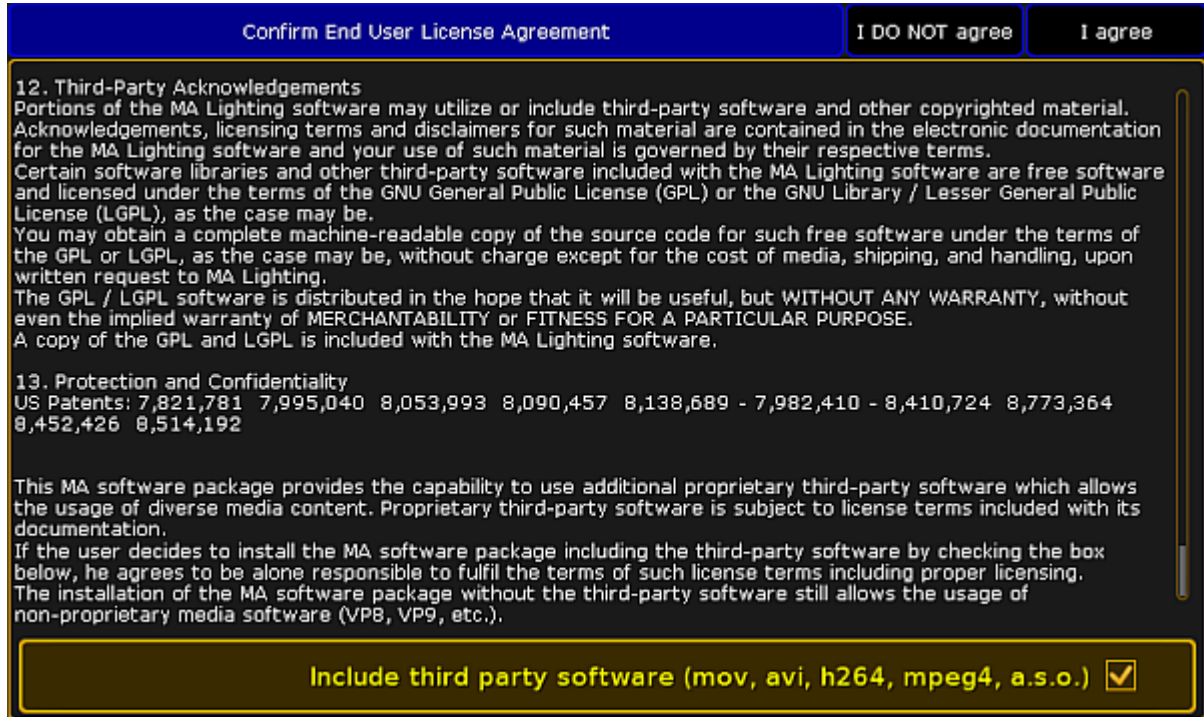 Confirm End User License Agreement
I DO NOT agree
I agree
12. Third-Party Acknowledgements
Portions of the MA Lighting software may utilize or include third-party software and other copyrighted material.
Acknowledgements, licensing terms and disclaimers for such material are contained in the electronic documentation
for the MA Lighting software and your use of such material is governed by their respective terms.
Certain software libraries and other third-party software included with the MA Lighting software are free software
and licensed under the terms of the GNU General Public License (GPL) or the GNU Library / Lesser General Public
License (LGPL), as the case may be.
You may obtain a complete machine-readable copy of the source code for such free software under the terms of
the GPL or LGPL, as the case may be, without charge except for the cost of media, shipping, and handling, upon
written request to MA Lighting.
The GPL / LGPL software is distributed in the hope that it will be useful, but WITHOUT ANY WARRANTY, without
even the implied warranty of MERCHANTABILITY or FITNESS FOR A PARTICULAR PURPOSE.
A copy of the GPL and LGPL is included with the MA Lighting software.
13. Protection and Confidentiality
US Patents: 7,821,781 7,995,040 8,053,993 8,090,457 8,138,689 - 7,982,410 - 8,410,724 8,773,364
8,452,426 8,514,192
This MA software package provides the capability to use additional proprietary third-party software which allows
the usage of diverse media content. Proprietary third-party software is subject to license terms included with its
documentation.
If the user decides to install the MA software package including the third-party software by checking the box
below, he agrees to be alone responsible to fulfil the terms of such license terms including proper licensing.
The installation of the MA software package without the third-party software still allows the usage of
non-proprietary media software (VP8, VP9, etc.).
Include third party software (mov, avi, h264, mpeg4, a.s.o.)